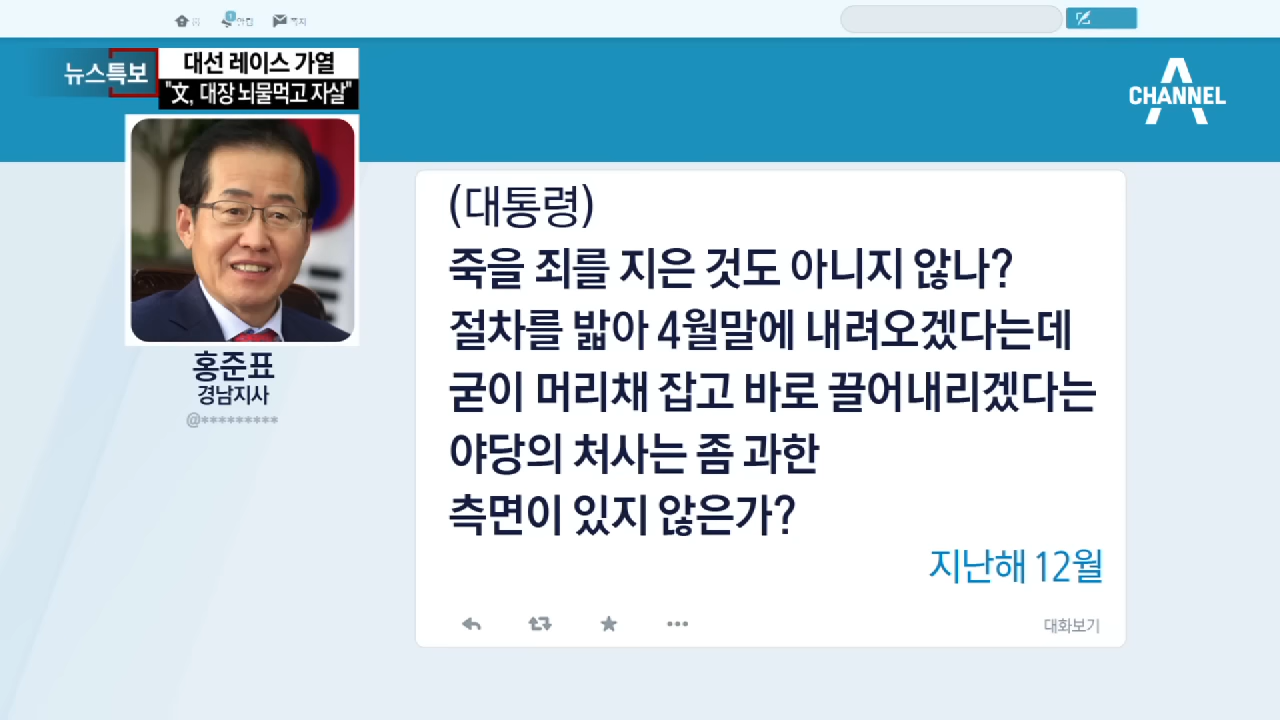 알림
쪽지
뉴스특보
대선 레이스 가열
"文, 대장 뇌물먹고 자살"
CHANNEL A
홍준표
경남지사
@*********
(대통령)
죽을 죄를 지은 것도 아니지 않나?
절차를 밟아 4월말에 내려오겠다는데
굳이 머리채 잡고 바로 끌어내리겠다는
야당의 처사는 좀 과한
측면이 있지 않은가?
지난해 12월
대화보기